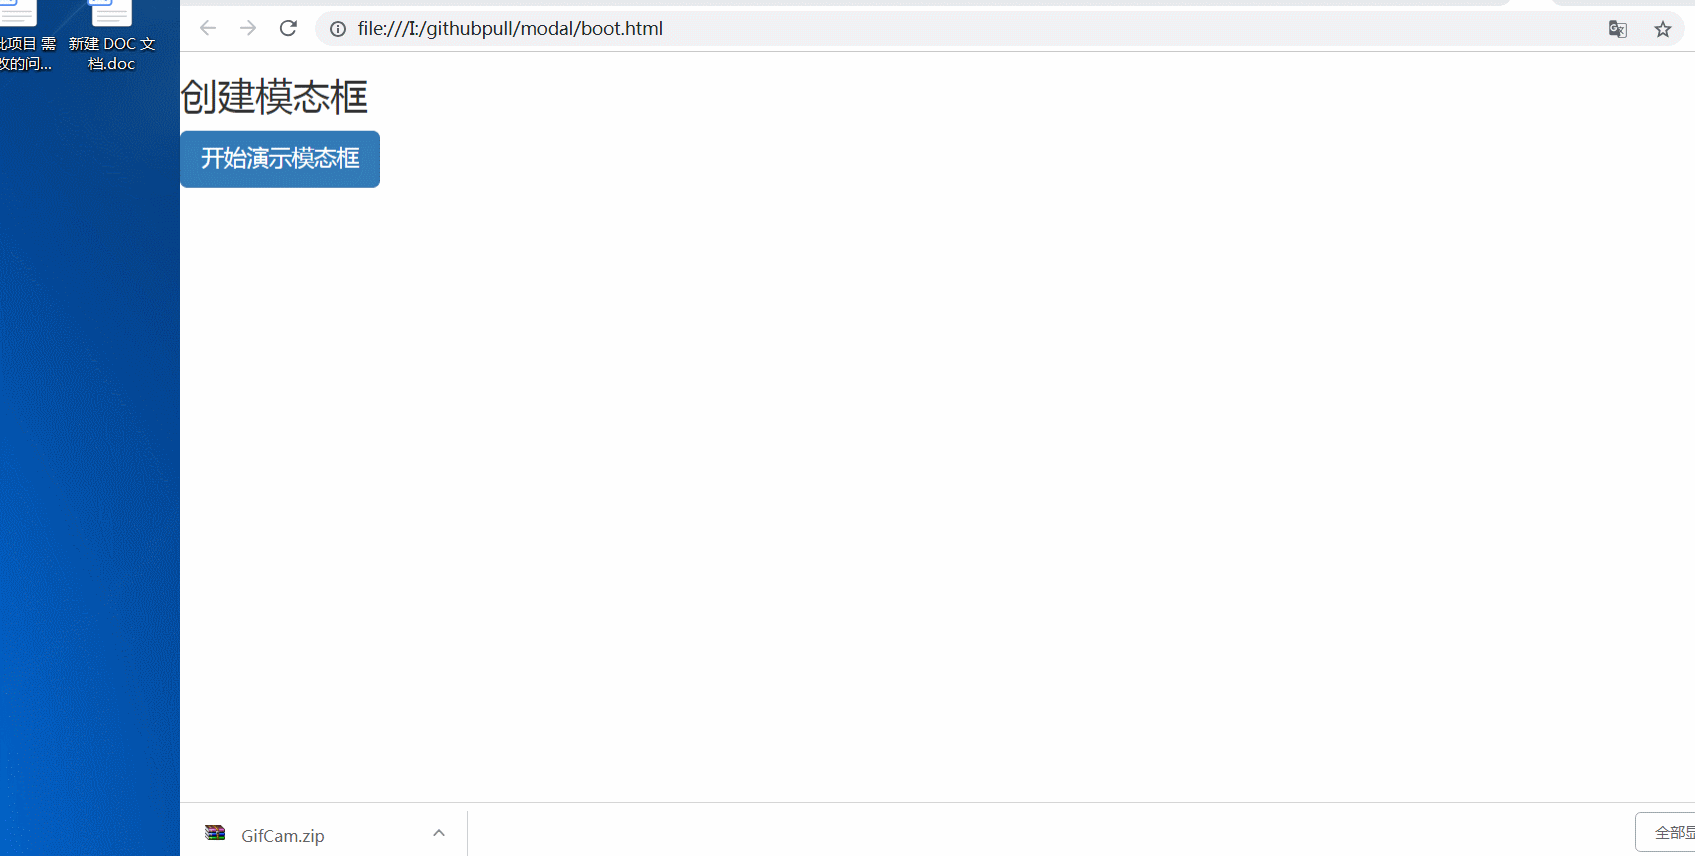 file:///I:/githubpull/modal/boot.html
此项目 需
改的问...
新建 DOC 文
档.doc
创建模态框
开始演示模态框
GifCam.zip
全部显